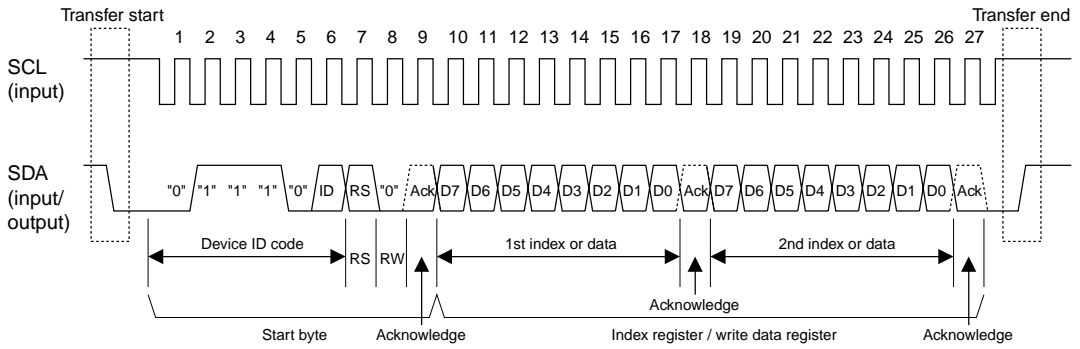 Transfer start Transfer end
1 2 3 4 5 6 7 8 9 10 11 12 13 14 15 16 17 18 19 20 21 22 23 24 25 26 27
SCL
(input)
SDA
(input/
output)
"0" "1" "1" "1" "0" ID RS "0" Ack D7 D6 D5 D4 D3 D2 D1 D0 Ack D7 D6 D5 D4 D3 D2 D1 D0 Ack
Device ID code RS RW 1st index or data 2nd index or data
Acknowledge
Start byte Acknowledge Index register / write data register Acknowledge